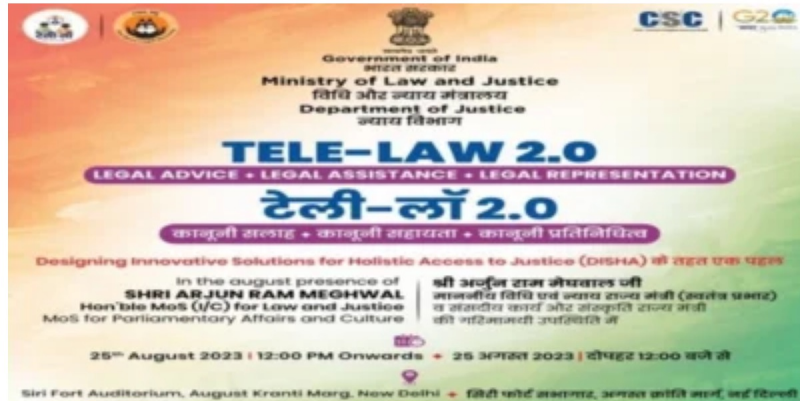 टेली लॉ
CSC
G20
Government of India
भारत सरकार
Ministry of Law and Justice
विधि और न्याय मंत्रालय
Department of Justice
न्याय विभाग
TELE-LAW 2.0
LEGAL ADVICE + LEGAL ASSISTANCE + LEGAL REPRESENTATION
टेली-लॉ 2.0
कानूनी सलाह + कानूनी सहायता + कानूनी प्रतिनिधित्व
Designing Innovative Solutions for Holistic Access to Justice (DISHA) के तहत एक पहल
In the august presence of
SHRI ARJUN RAM MEGHWAL
Hon'ble MoS (I/C) for Law and Justice
MoS for Parliamentary Affairs and Culture
श्री अर्जुन राम मेघवाल जी
माननीय विधि एवं न्याय राज्य मंत्री (स्वतंत्र प्रभार)
व संसदीय कार्य और संस्कृति राज्य मंत्री
की गरिमामयी उपस्थिति में
25th August 2023 | 12:00 PM Onwards + 25 अगस्त 2023 | दोपहर 12:00 बजे से
Siri Fort Auditorium, August Kranti Marg, New Delhi + सिरी फोर्ट सभागार, अगस्त क्रांति मार्ग, नई दिल्ली